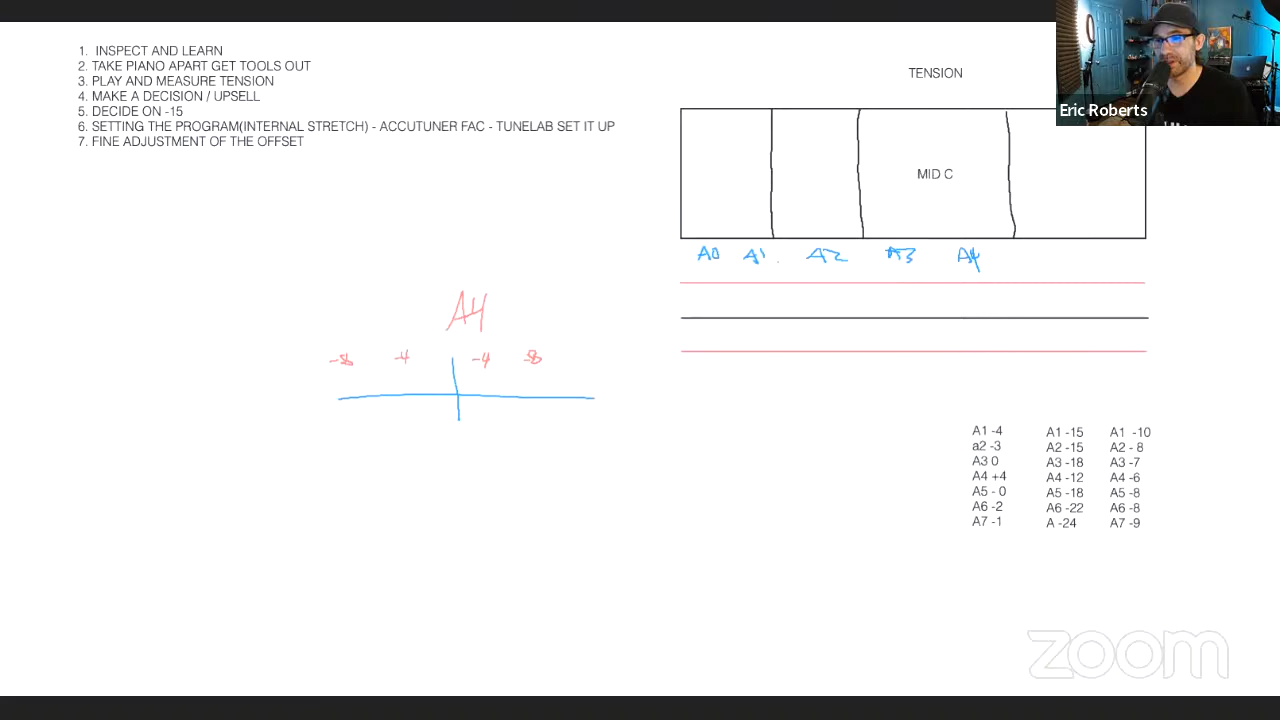 1. INSPECT AND LEARN
2. TAKE PIANO APART GET TOOLS OUT
3. PLAY AND MEASURE TENSION
4. MAKE A DECISION / UPSELL
5. DECIDE ON -15
6. SETTING THE PROGRAM(INTERNAL STRETCH) - ACCUTUNER FAC - TUNELAB SET IT UP
7. FINE ADJUSTMENT OF THE OFFSET
TENSION
Eric Roberts
MID C
A0 A1 A2 A3 A4
A4
-8 -4 -4 -8
A1 -4
a2 -3
A3 0
A4 +4
A5 - 0
A6 -2
A7 -1
A1 -15
A2 -15
A3 -18
A4 -12
A5 -18
A6 -22
A -24
A1 -10
A2 - 8
A3 -7
A4 -6
A5 -8
A6 -8
A7 -9
zoom